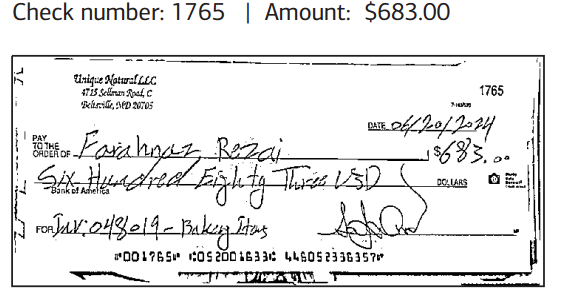 Check number: 1765 | Amount: $683.00
Unique Natural LLC
4715 Sellman Road, C
Beltsville, MD 20705
1765
DATE 06/20/2024
PAY TO THE ORDER OF Farahnaz Rezai $683.00
Six Hundred Eighty Three USD DOLLARS
Bank of America
FOR Inv: 048019 - Bakery Items
⑈001765⑈ ⑆052001633⑆ 446052336357⑈